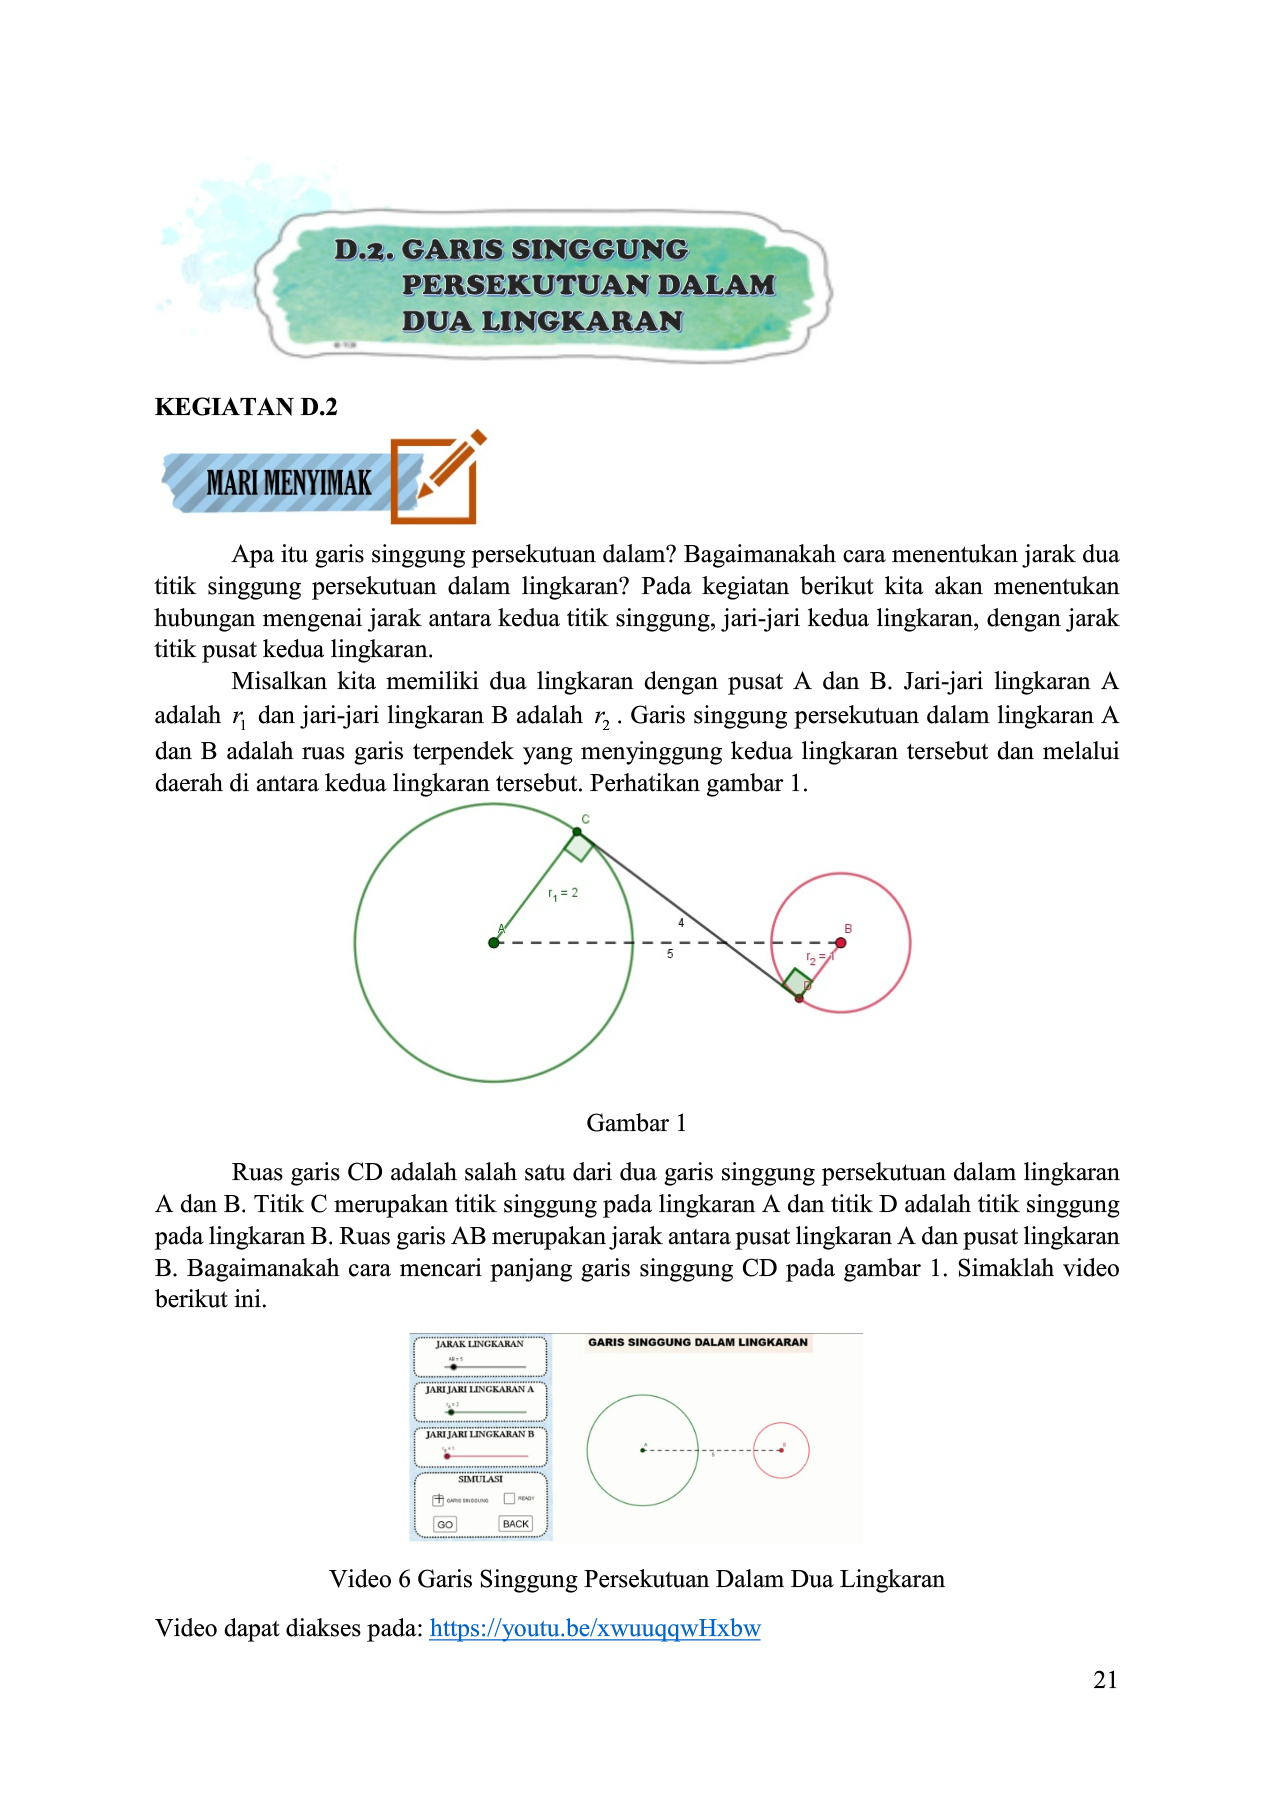 D.2. GARIS SINGGUNG
PERSEKUTUAN DALAM
DUA LINGKARAN
KEGIATAN D.2
MARI MENYIMAK
Apa itu garis singgung persekutuan dalam? Bagaimanakah cara menentukan jarak dua
titik singgung persekutuan dalam lingkaran? Pada kegiatan berikut kita akan menentukan
hubungan mengenai jarak antara kedua titik singgung, jari-jari kedua lingkaran, dengan jarak
titik pusat kedua lingkaran.
Misalkan kita memiliki dua lingkaran dengan pusat A dan B. Jari-jari lingkaran A
adalah r₁ dan jari-jari lingkaran B adalah r₂ . Garis singgung persekutuan dalam lingkaran A
dan B adalah ruas garis terpendek yang menyinggung kedua lingkaran tersebut dan melalui
daerah di antara kedua lingkaran tersebut. Perhatikan gambar 1.
C
r₁ = 2
A
4
5
B
r₂ = 1
D
Gambar 1
Ruas garis CD adalah salah satu dari dua garis singgung persekutuan dalam lingkaran
A dan B. Titik C merupakan titik singgung pada lingkaran A dan titik D adalah titik singgung
pada lingkaran B. Ruas garis AB merupakan jarak antara pusat lingkaran A dan pusat lingkaran
B. Bagaimanakah cara mencari panjang garis singgung CD pada gambar 1. Simaklah video
berikut ini.
GARIS SINGGUNG DALAM LINGKARAN
JARAK LINGKARAN
AB = 5
JARI JARI LINGKARAN A
JARI JARI LINGKARAN B
SIMULASI
GARIS SINGGUNG
READY
GO
BACK
A
5
B
Video 6 Garis Singgung Persekutuan Dalam Dua Lingkaran
Video dapat diakses pada: https://youtu.be/xwuuqqwHxbw
21